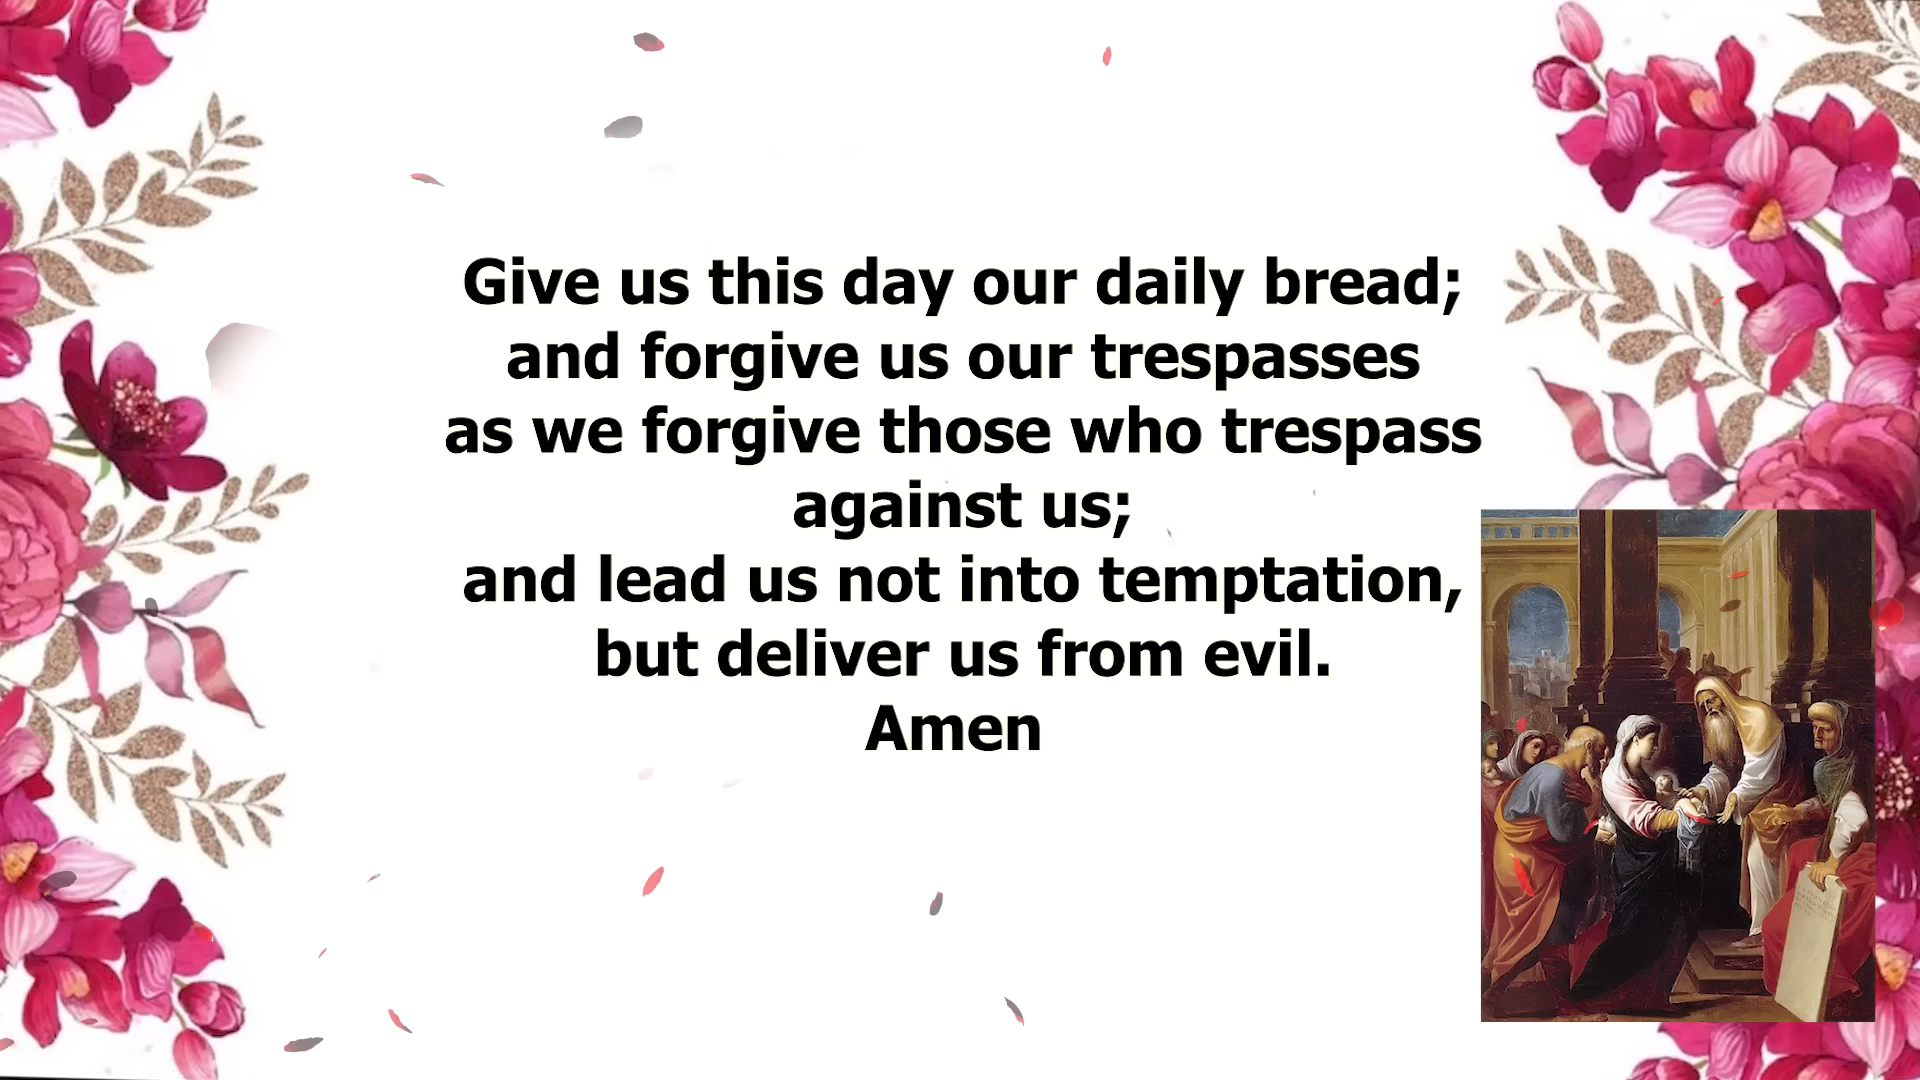 Give us this day our daily bread;
and forgive us our trespasses
as we forgive those who trespass
against us;
and lead us not into temptation,
but deliver us from evil.
Amen